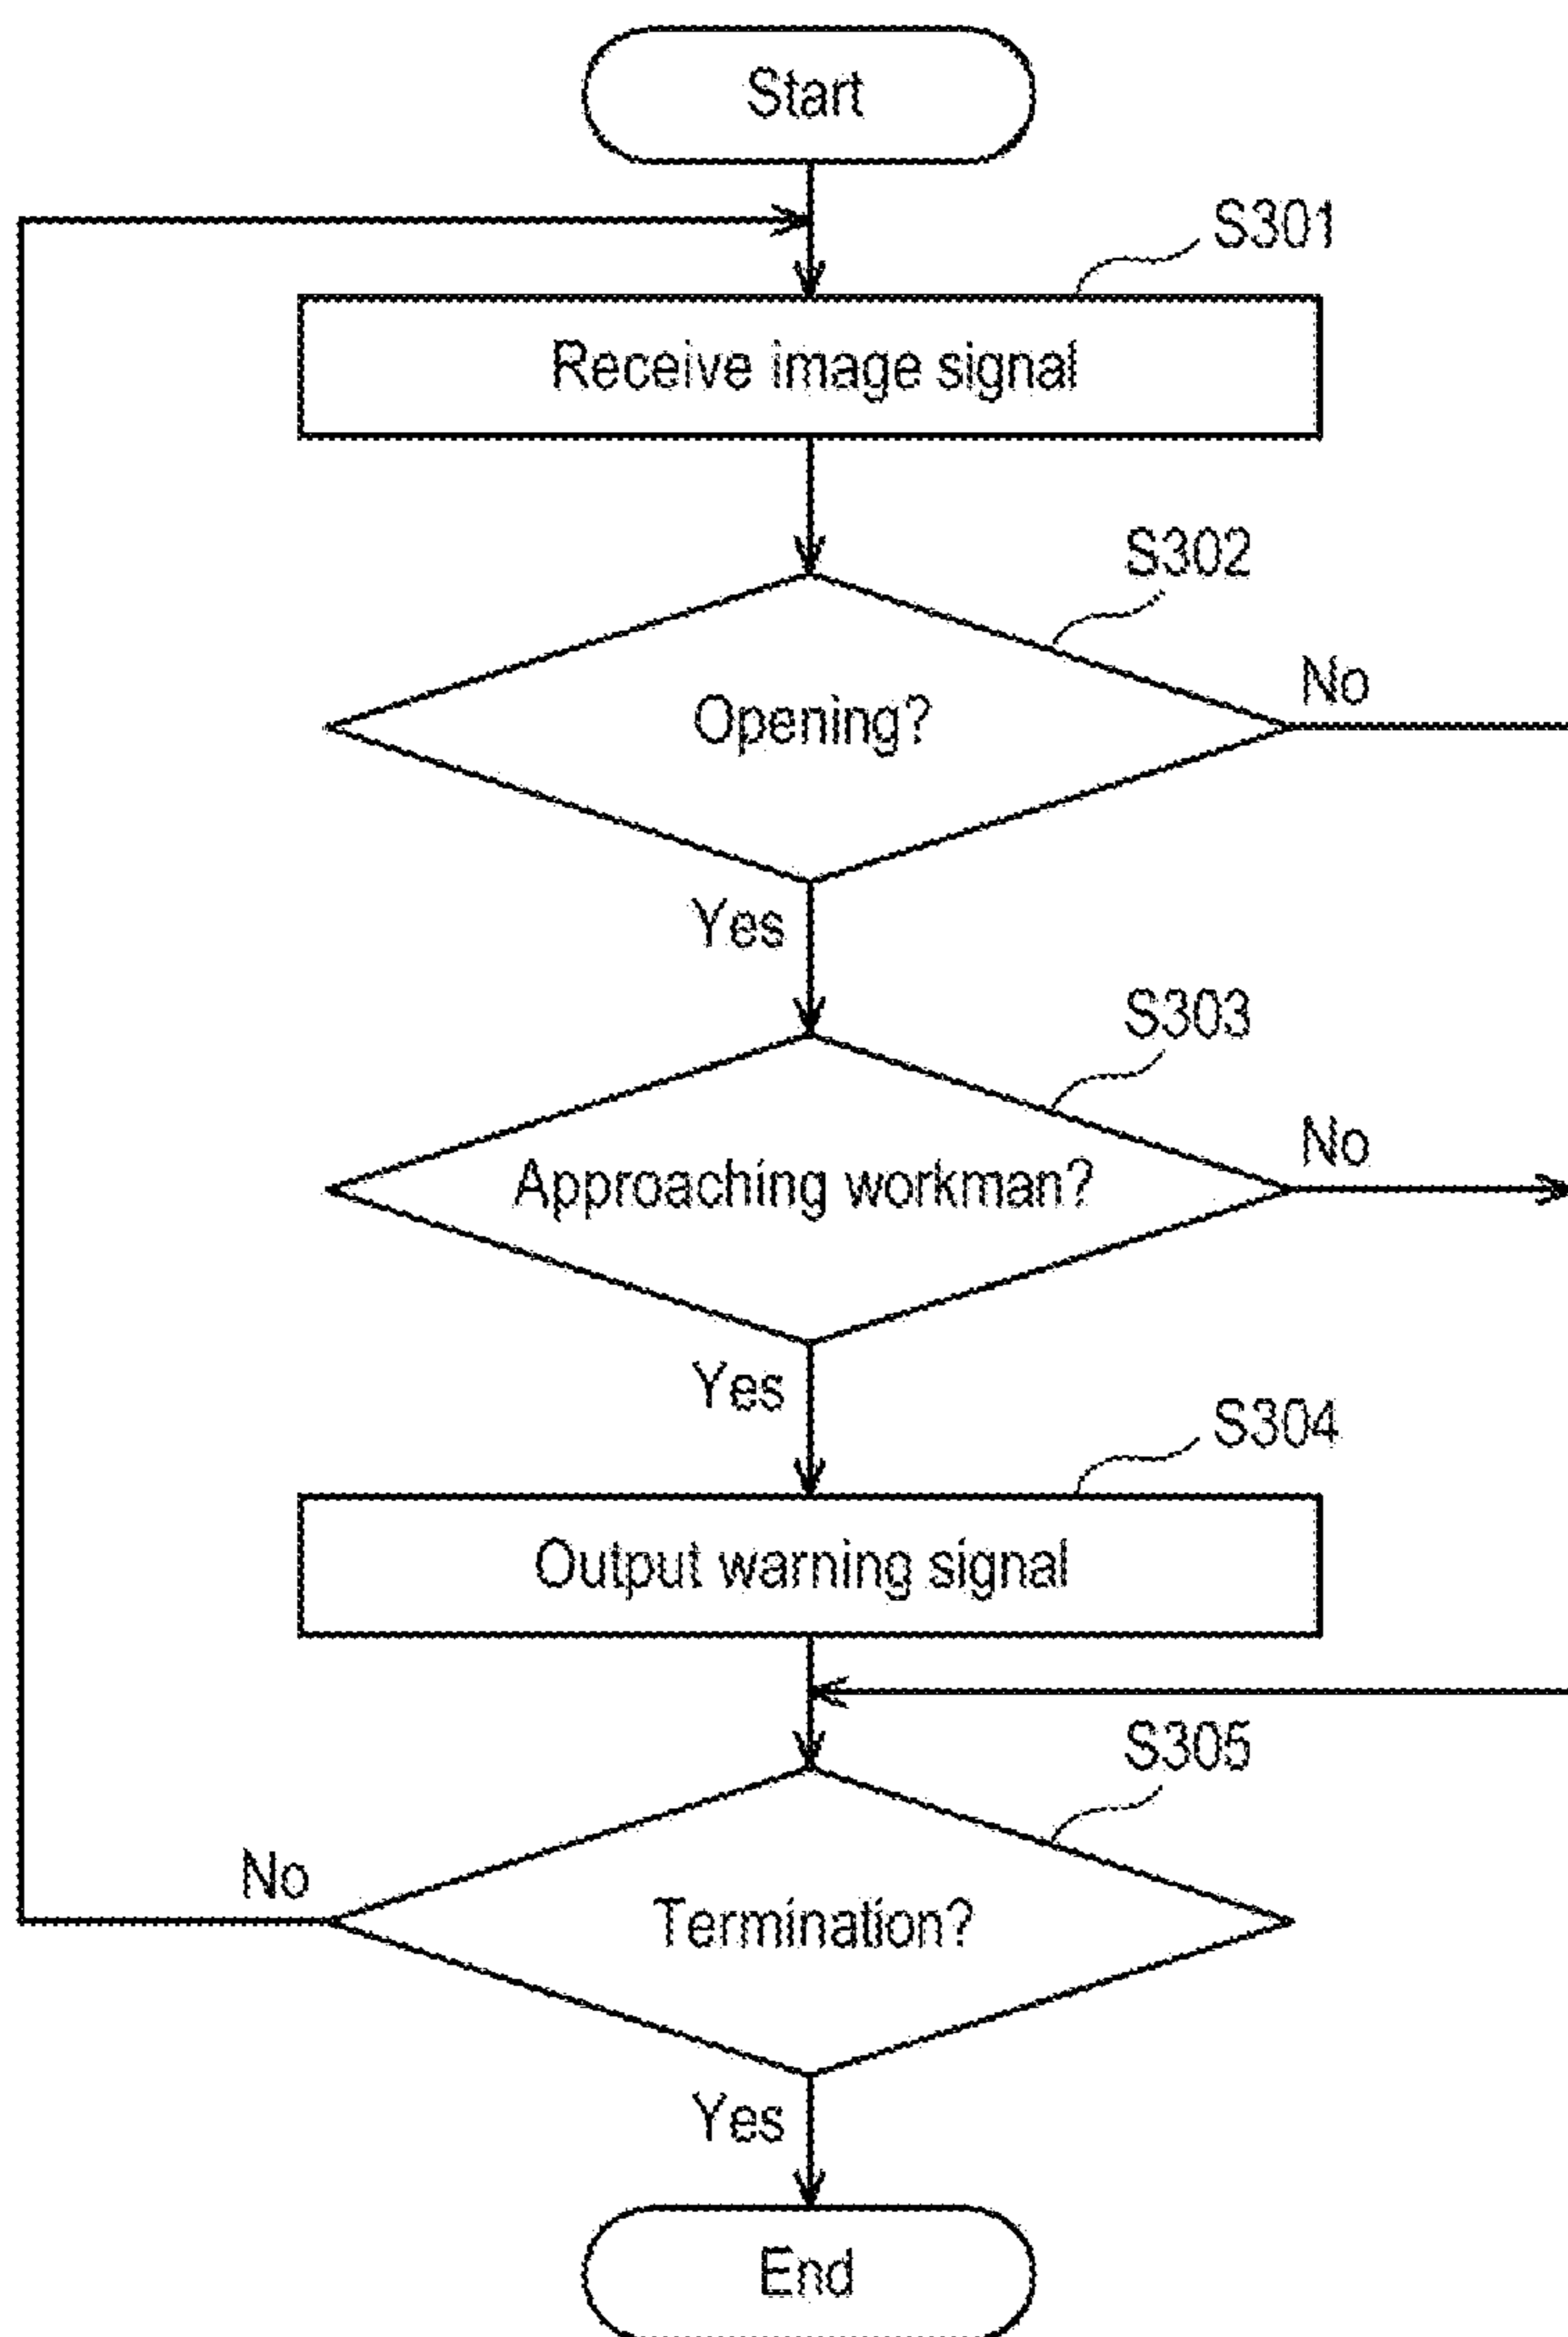 Start
S301
Receive image signal
S302
Opening?
No
Yes
S303
Approaching workman?
No
Yes
S304
Output warning signal
S305
No
Termination?
Yes
End